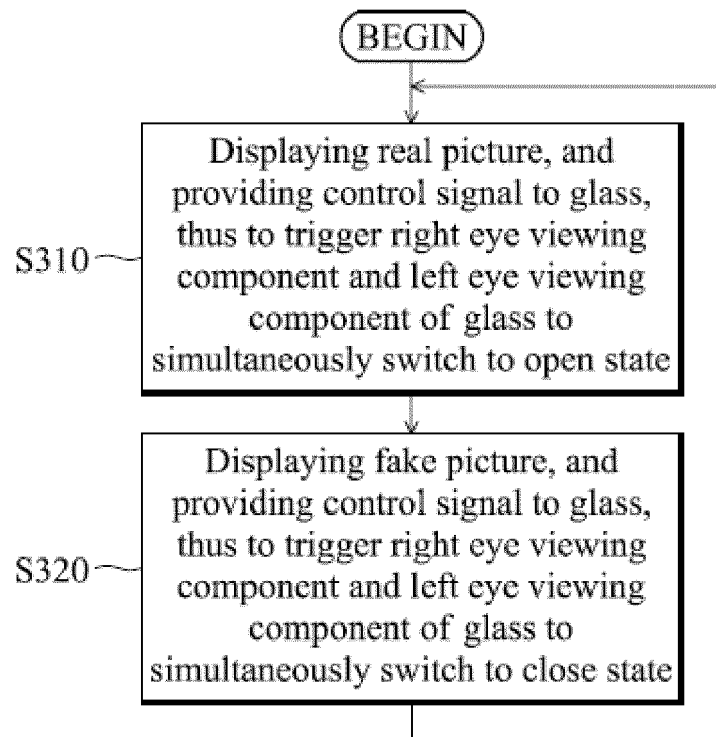 BEGIN
Displaying real picture, and
providing control signal to glass,
thus to trigger right eye viewing
S310
component and left eye viewing
component of glass to
simultaneously switch to open state
Displaying fake picture, and
providing control signal to glass,
thus to trigger right eye viewing
S320
component and left eye viewing
component of glass to
simultaneously switch to close state